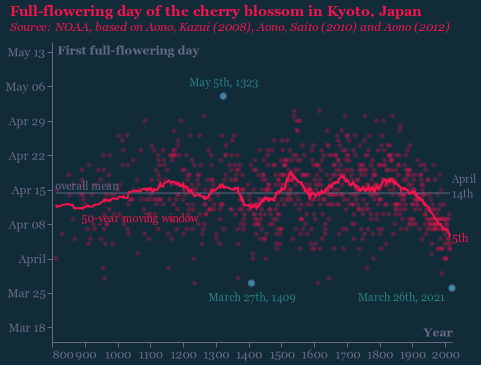 Full-flowering day of the cherry blossom in Kyoto, Japan
Source: NOAA, based on Aono, Kazui (2008), Aono, Saito (2010) and Aono (2012)
May 13
First full-flowering day
May 06
May 5th, 1323
Apr 29
Apr 22
overall mean
April
14th
Apr 15
50-year moving window
Apr 08
5th
April
Mar 25
March 27th, 1409
March 26th, 2021
Mar 18
Year
800 900 1000 1100 1200 1300 1400 1500 1600 1700 1800 1900 2000